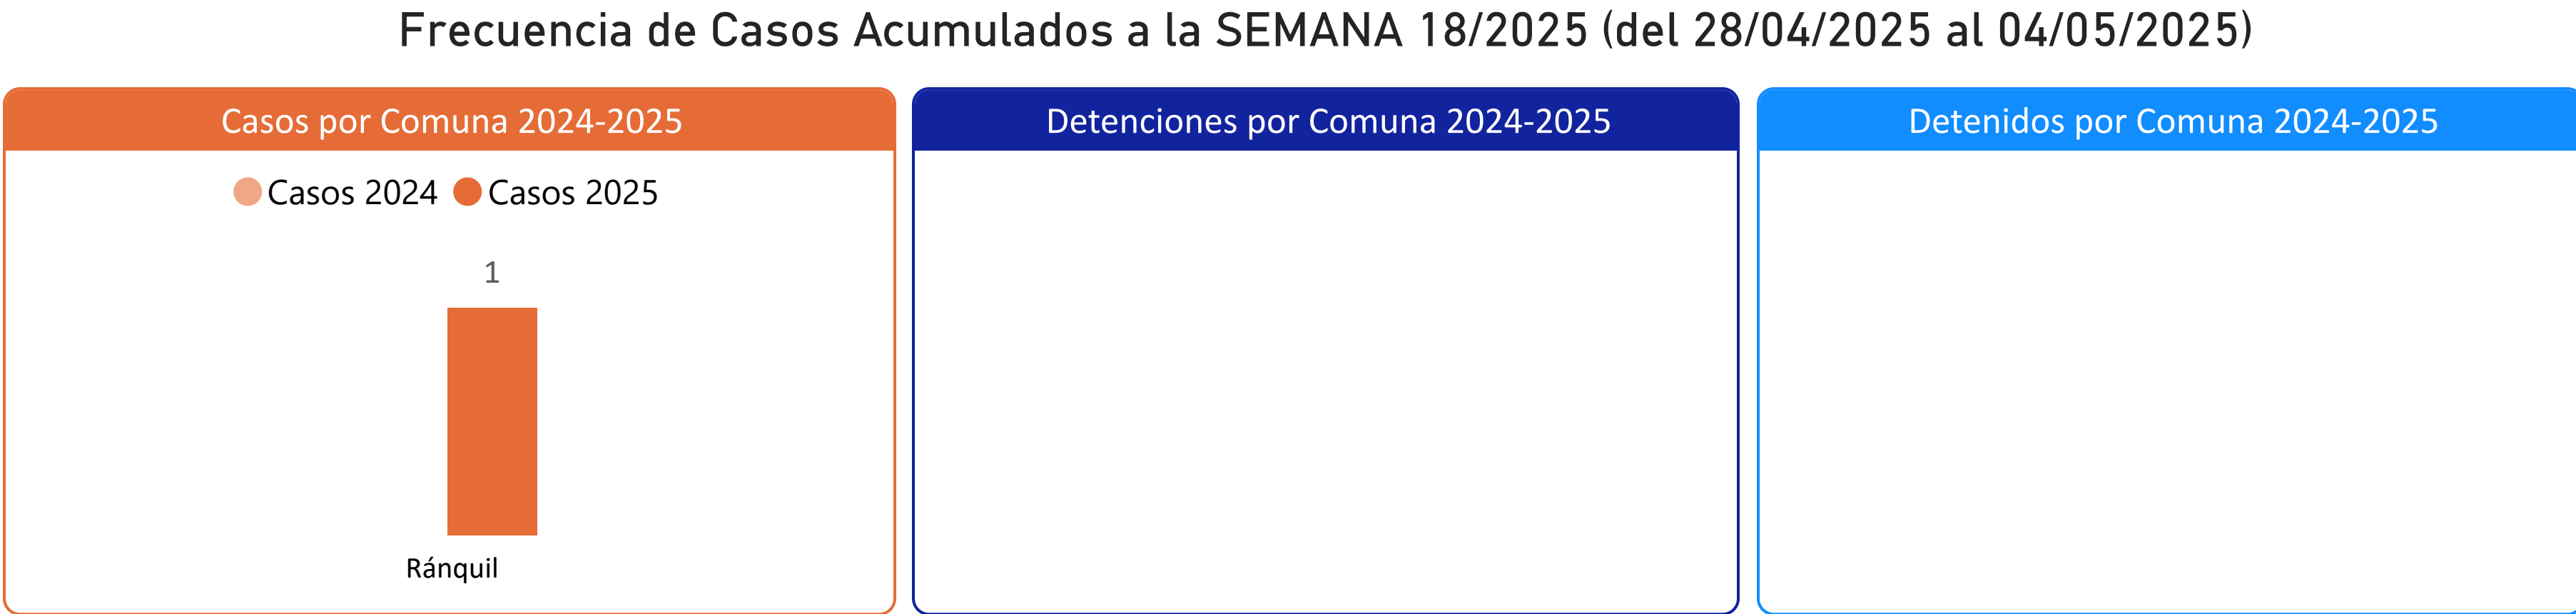 Frecuencia de Casos Acumulados a la SEMANA 18/2025 (del 28/04/2025 al 04/05/2025)
Casos por Comuna 2024-2025
Casos 2024 Casos 2025
1
Ránquil
Detenciones por Comuna 2024-2025
Detenidos por Comuna 2024-2025